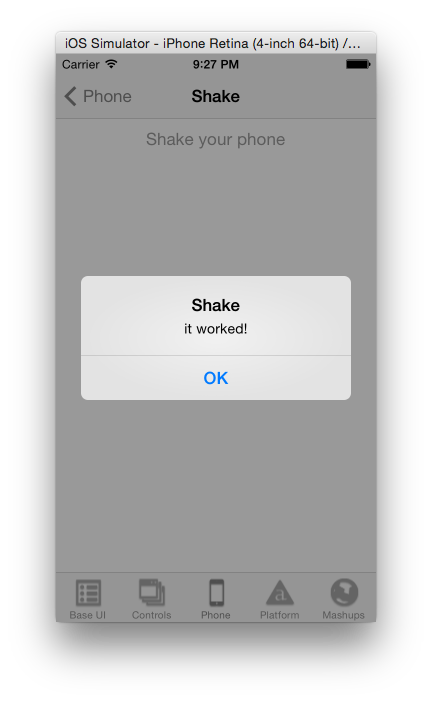 iOS Simulator - iPhone Retina (4-inch 64-bit) /...
Carrier 9:27 PM
Phone Shake
Shake your phone
Shake
it worked!
OK
Base UI Controls Phone Platform Mashups